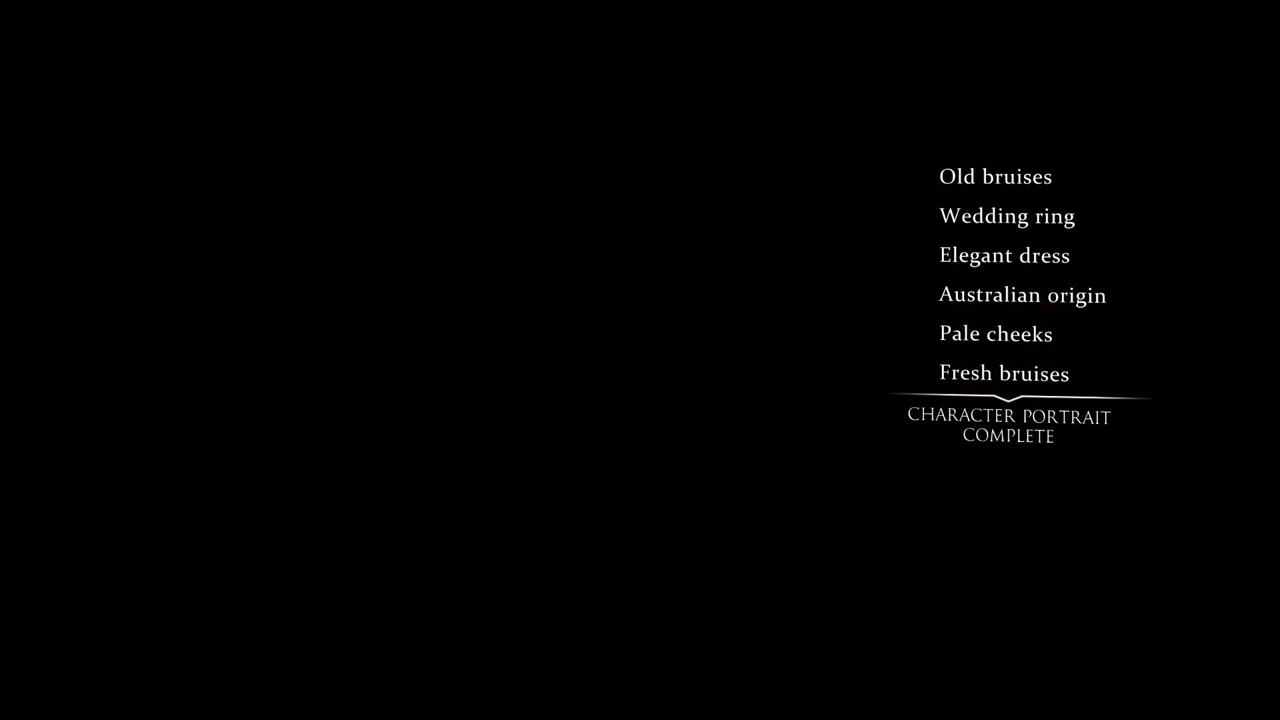 Old bruises
Wedding ring
Elegant dress
Australian origin
Pale cheeks
Fresh bruises
CHARACTER PORTRAIT
COMPLETE